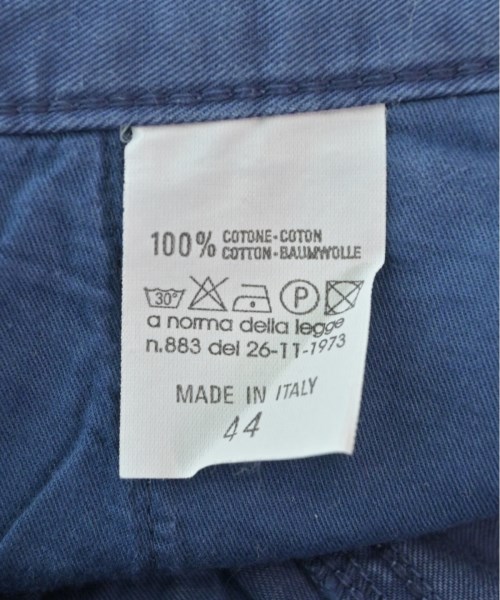 100% COTONE-COTON
COTTON-BAUMWOLLE
30° P
a norma della legge
n.883 del 26-11-1973
MADE IN ITALY
44